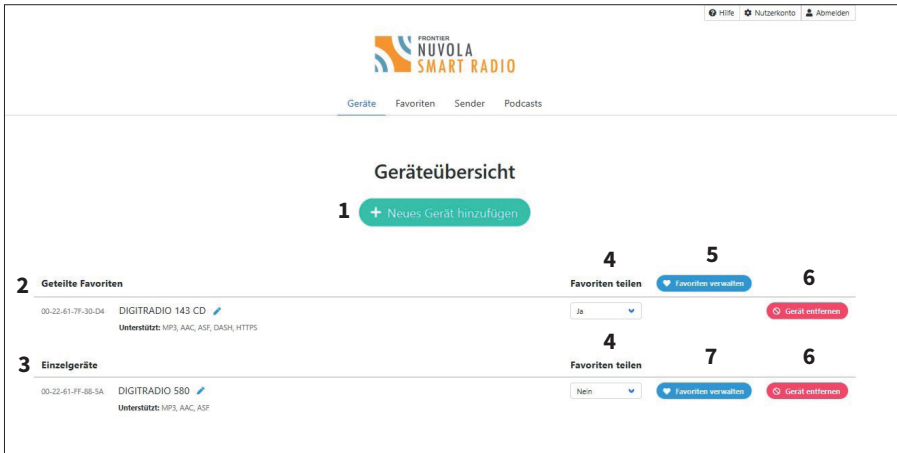 Hilfe Nutzerkonto Abmelden
FRONTIER
NUVOLA
SMART RADIO
Geräte Favoriten Sender Podcasts
Geräteübersicht
1 + Neues Gerät hinzufügen
4 5 6
2 Geteilte Favoriten Favoriten teilen Favoriten verwalten
00-22-61-7F-30-D4 DIGITRADIO 143 CD Ja Gerät entfernen
Unterstützt: MP3, AAC, ASF, DASH, HTTPS
4 7 6
3 Einzelgeräte Favoriten teilen
00-22-61-FF-88-5A DIGITRADIO 580 Nein Favoriten verwalten Gerät entfernen
Unterstützt: MP3, AAC, ASF